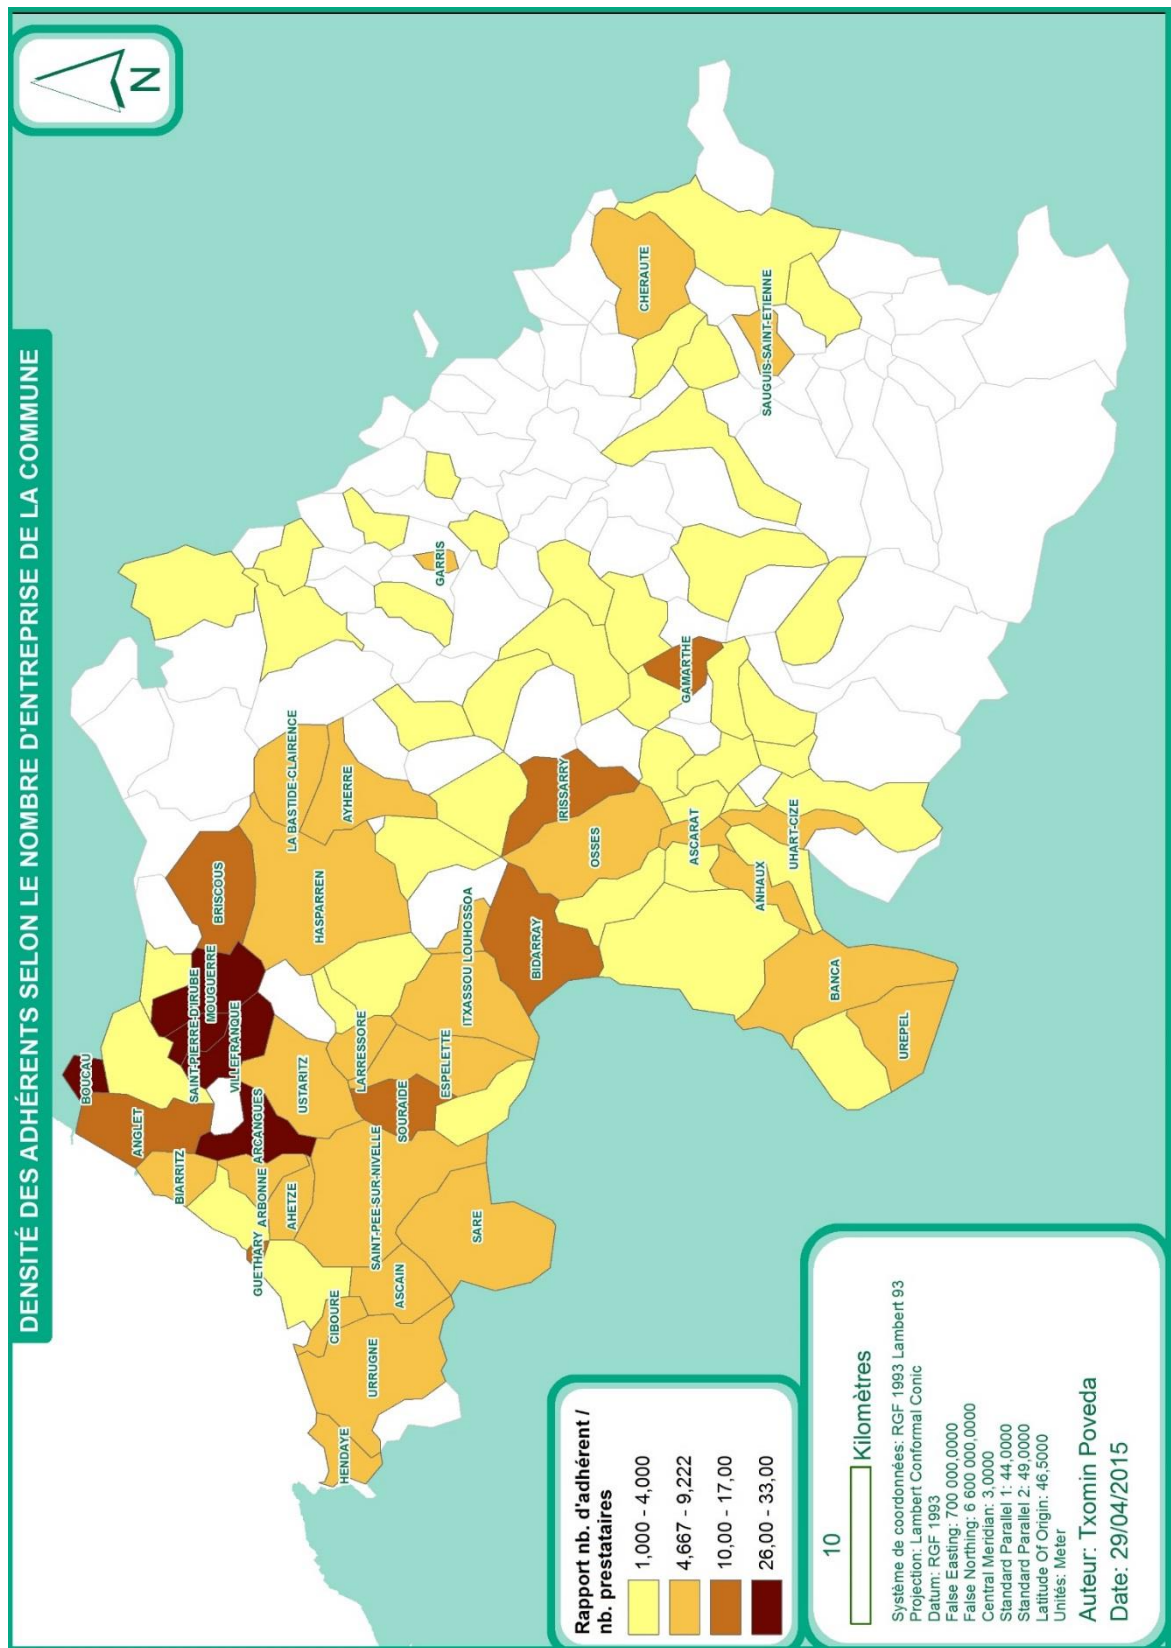 DENSITÉ DES ADHÉRENTS SELON LE NOMBRE D'ENTREPRISE DE LA COMMUNE
N
BOUCAU
ANGLET
BIARRITZ
SAINT-PIERRE-D'IRUBE
MOUGUERRE
VILLEFRANQUE
BRISCOUS
ARCANGUES
ARBONNE
GUETHARY
AHETZE
USTARITZ
LA BASTIDE-CLAIRENCE
AYHERRE
HASPARREN
GARRIS
CIBOURE
HENDAYE
URRUGNE
ASCAIN
SAINT-PEE-SUR-NIVELLE
SARE
SOURAIDE
LARRESSORE
ESPELETTE
ITXASSOU
LOUHOSSOA
BIDARRAY
IRISSARRY
OSSES
GAMARTHE
ASCARAT
ANHAUX
UHART-CIZE
BANCA
UREPEL
CHERAUTE
SAUGUIS-SAINT-ETIENNE
Rapport nb. d'adhérent /
nb. prestataires
1,000 - 4,000
4,667 - 9,222
10,00 - 17,00
26,00 - 33,00
10
Kilomètres
Système de coordonnées: RGF 1993 Lambert 93
Projection: Lambert Conformal Conic
Datum: RGF 1993
False Easting: 700 000,0000
False Northing: 6 600 000,0000
Central Meridian: 3,0000
Standard Parallel 1: 44,0000
Standard Parallel 2: 49,0000
Latitude Of Origin: 46,5000
Unités: Meter
Auteur: Txomin Poveda
Date: 29/04/2015